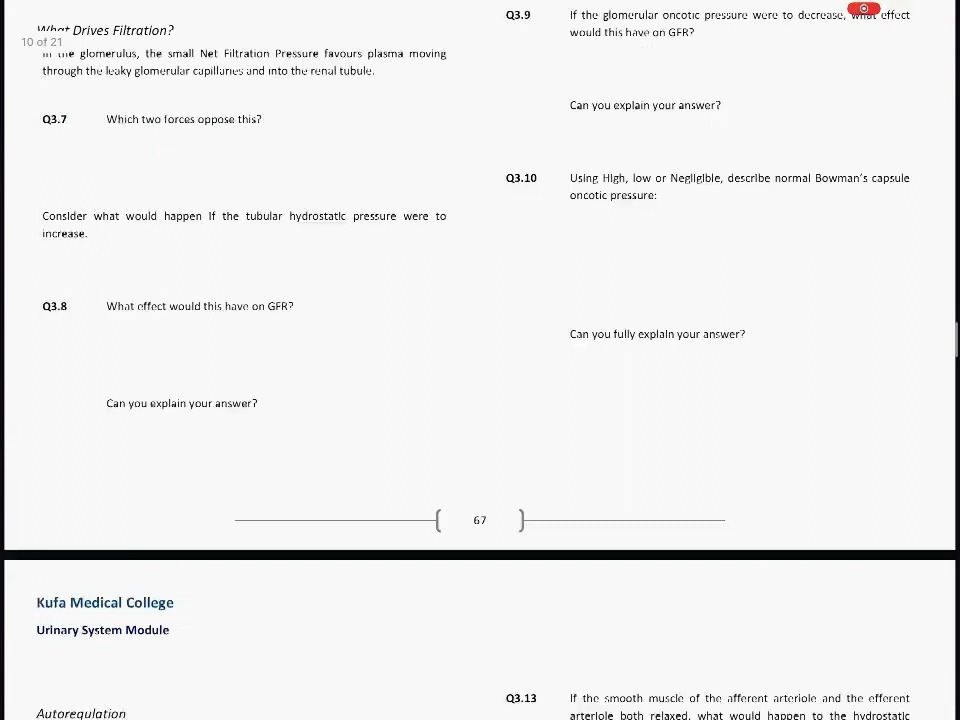 What Drives Filtration?
10 of 21
In the glomerulus, the small Net Filtration Pressure favours plasma moving
through the leaky glomerular capillaries and into the renal tubule.
Q3.7 Which two forces oppose this?
Consider what would happen if the tubular hydrostatic pressure were to
increase.
Q3.8 What effect would this have on GFR?
Can you explain your answer?
Q3.9 If the glomerular oncotic pressure were to decrease, what effect
would this have on GFR?
Can you explain your answer?
Q3.10 Using High, low or Negligible, describe normal Bowman's capsule
oncotic pressure:
Can you fully explain your answer?
67
Kufa Medical College
Urinary System Module
Autoregulation
Q3.13 If the smooth muscle of the afferent arteriole and the efferent
arteriole both relaxed, what would happen to the hydrostatic